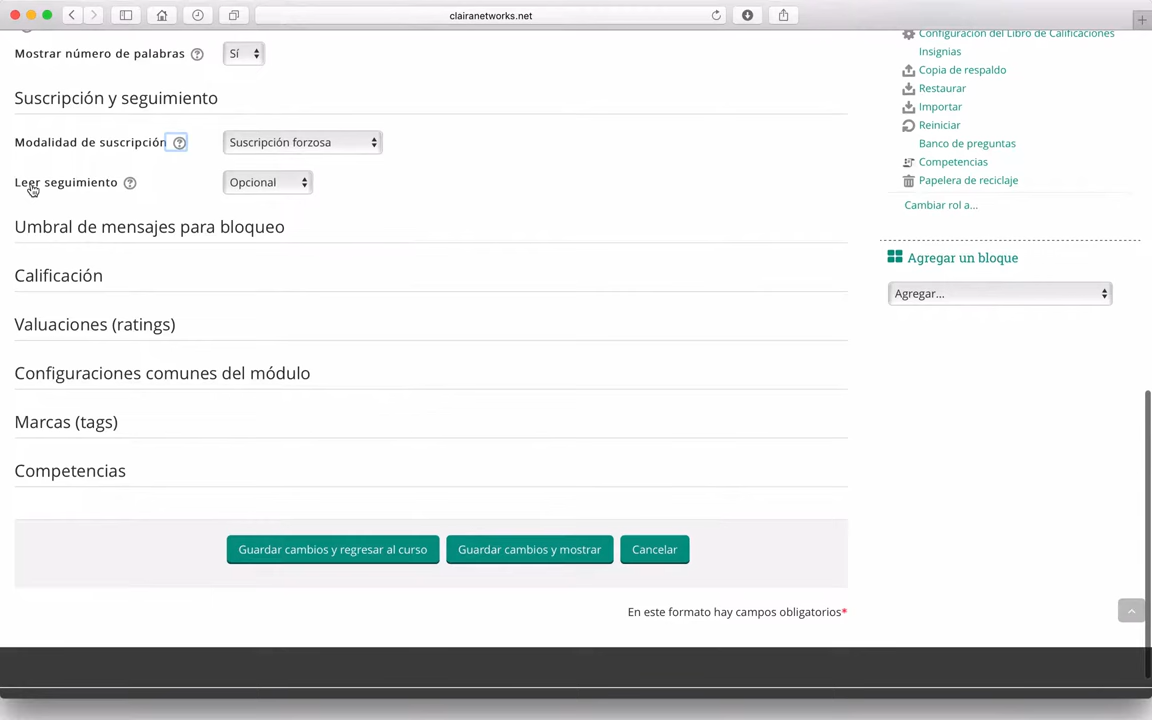 clairanetworks.net
Mostrar número de palabras
Sí
Suscripción y seguimiento
Modalidad de suscripción
Suscripción forzosa
Leer seguimiento
Opcional
Umbral de mensajes para bloqueo
Calificación
Valuaciones (ratings)
Configuraciones comunes del módulo
Marcas (tags)
Competencias
Guardar cambios y regresar al curso
Guardar cambios y mostrar
Cancelar
En este formato hay campos obligatorios*
Configuración del Libro de Calificaciones
Insignias
Copia de respaldo
Restaurar
Importar
Reiniciar
Banco de preguntas
Competencias
Papelera de reciclaje
Cambiar rol a...
Agregar un bloque
Agregar...